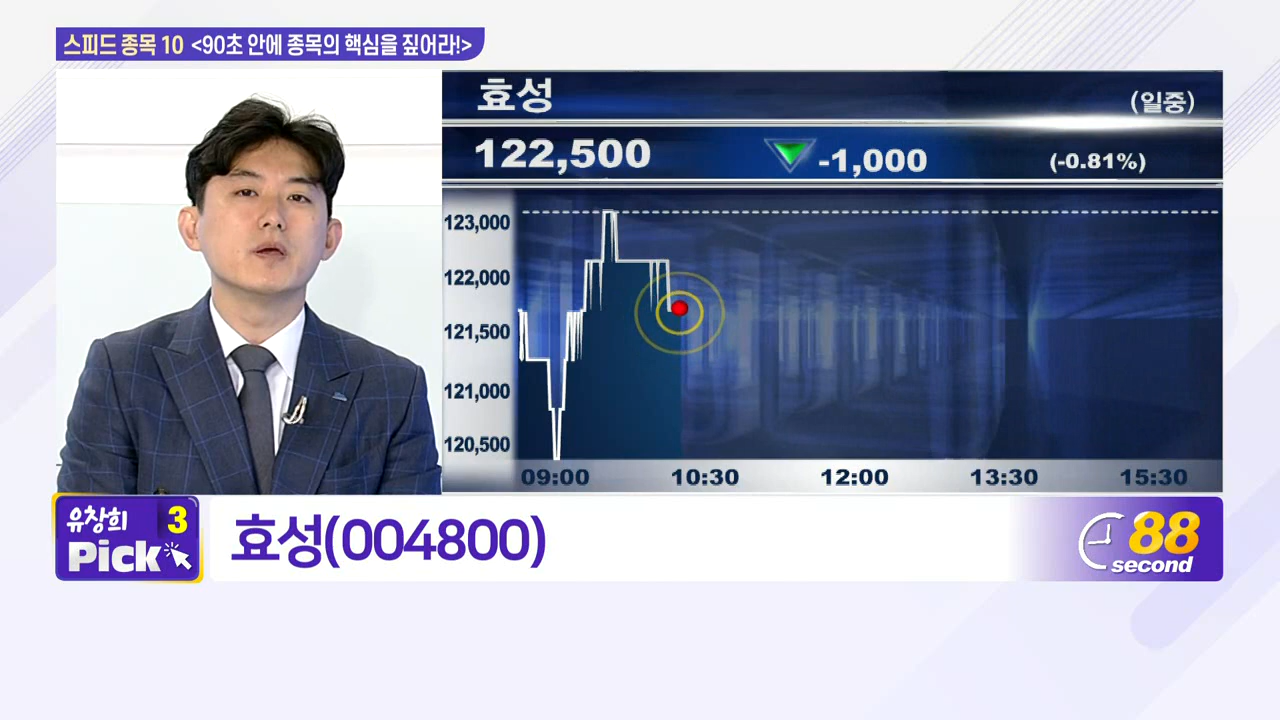 스피드 종목 10 <90초 안에 종목의 핵심을 짚어라!>
효성
(일중)
122,500
-1,000
(-0.81%)
123,000
122,000
121,500
121,000
120,500
09:00 10:30 12:00 13:30 15:30
유창희 3
Pick
효성(004800)
88
second